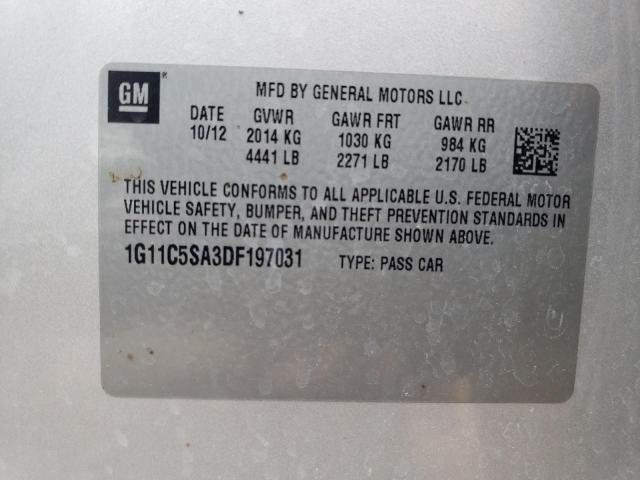 GM®
MFD BY GENERAL MOTORS LLC
DATE GVWR GAWR FRT GAWR RR
10/12 2014 KG 1030 KG 984 KG
4441 LB 2271 LB 2170 LB
THIS VEHICLE CONFORMS TO ALL APPLICABLE U.S. FEDERAL MOTOR
VEHICLE SAFETY, BUMPER, AND THEFT PREVENTION STANDARDS IN
EFFECT ON THE DATE OF MANUFACTURE SHOWN ABOVE.
1G11C5SA3DF197031 TYPE: PASS CAR